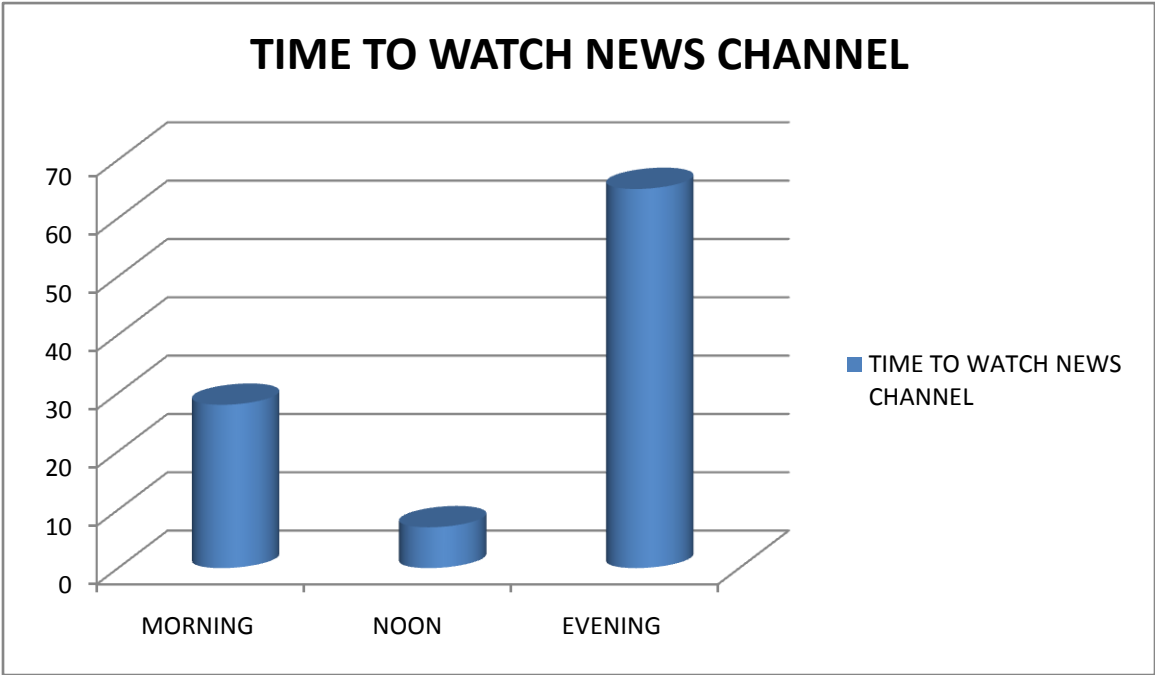 TIME TO WATCH NEWS CHANNEL
70
60
50
40
30
20
10
0
MORNING NOON EVENING
TIME TO WATCH NEWS
CHANNEL